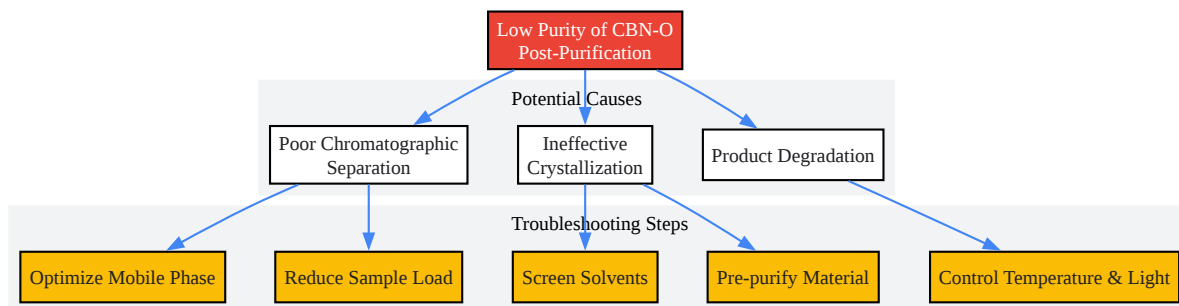 Low Purity of CBN-O
Post-Purification
Potential Causes
Poor Chromatographic
Separation
Ineffective
Crystallization
Product Degradation
Troubleshooting Steps
Optimize Mobile Phase
Reduce Sample Load
Screen Solvents
Pre-purify Material
Control Temperature & Light